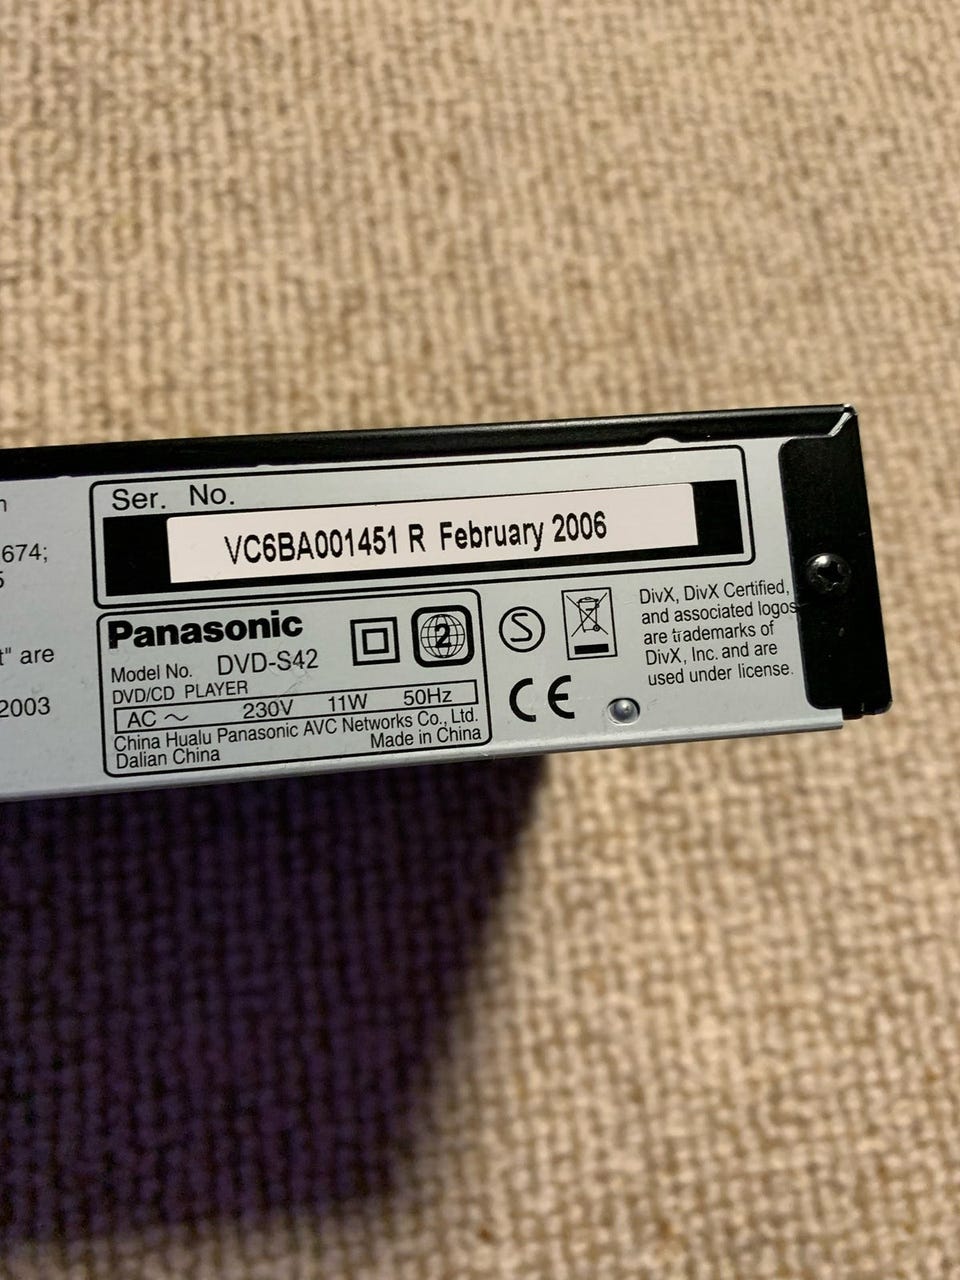 674;
5
t" are
2003
Ser. No.
VC6BA001451 R February 2006
Panasonic
2
S
Model No. DVD-S42
DVD/CD PLAYER
AC ～ 230V 11W 50Hz
China Hualu Panasonic AVC Networks Co., Ltd.
Dalian China Made in China
CE
DivX, DivX Certified,
and associated logos
are trademarks of
DivX, Inc. and are
used under license.